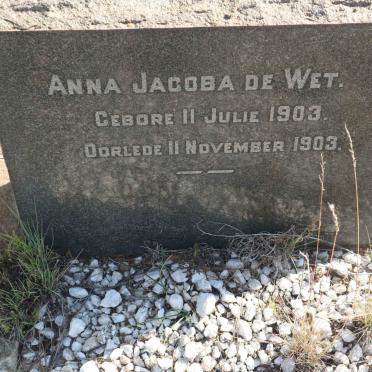 ANNA JACOBA DE WET.
GEBORE 11 JULIE 1903.
OORLEDE 11 NOVEMBER 1903.